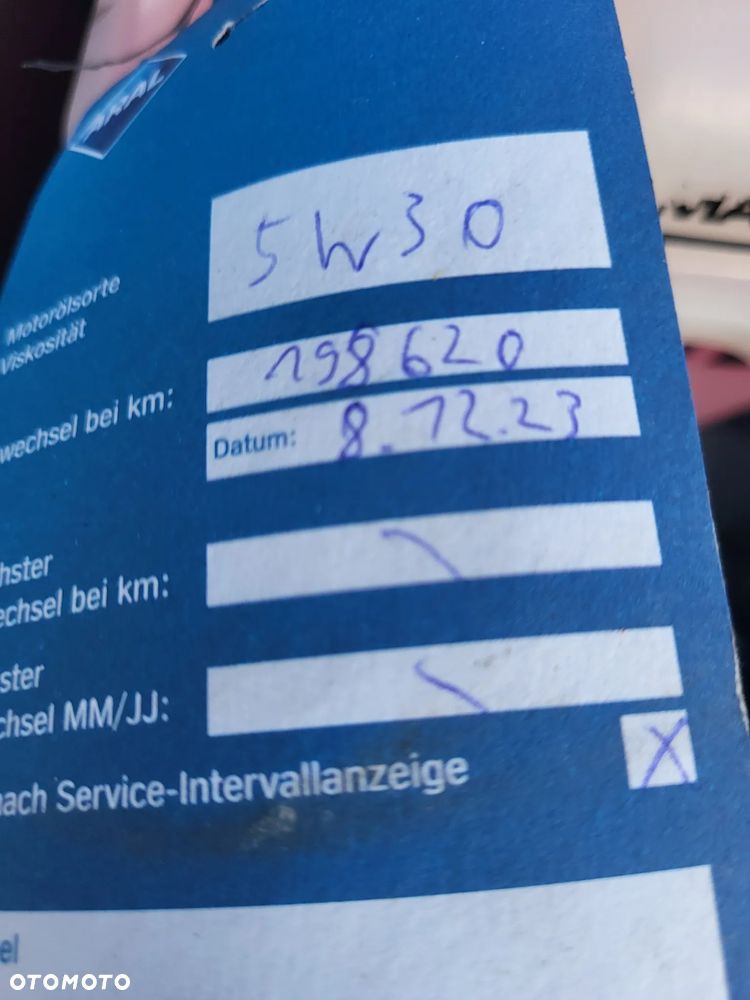 ARAL
5W30
Motorölsorte
Viskosität
wechsel bei km: 198620
Datum: 8.12.23
hster
echsel bei km:
ster
chsel MM/JJ:
nach Service-Intervallanzeige X
el
OTOMOTO